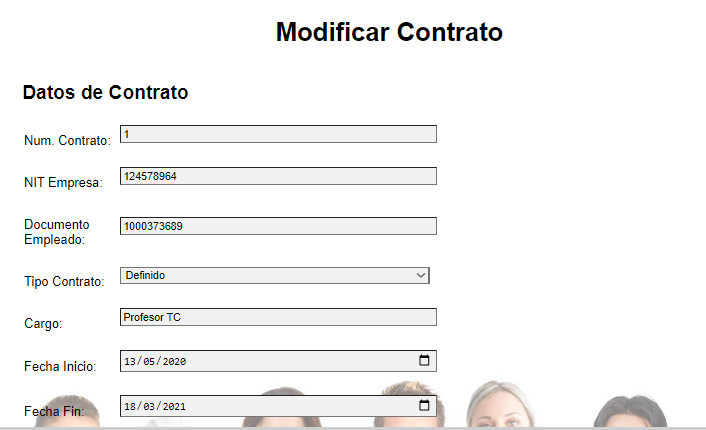 Modificar Contrato
Datos de Contrato
Num. Contrato: 1
NIT Empresa: 124578964
Documento
Empleado: 1000373689
Tipo Contrato: Definido
Cargo: Profesor TC
Fecha Inicio: 13/05/2020
Fecha Fin: 18/03/2021